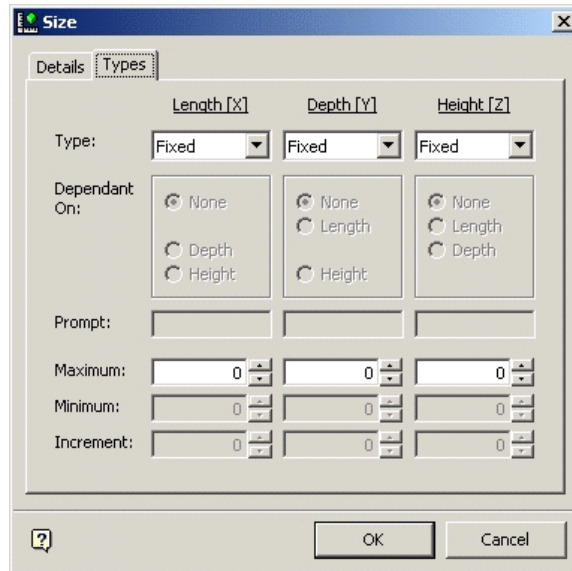 Size
Details Types
Length [X] Depth [Y] Height [Z]
Type: Fixed Fixed Fixed
Dependant On: None None None
Length Length
Depth Depth
Height Height
Prompt:
Maximum: 0 0 0
Minimum: 0 0 0
Increment: 0 0 0
? OK Cancel